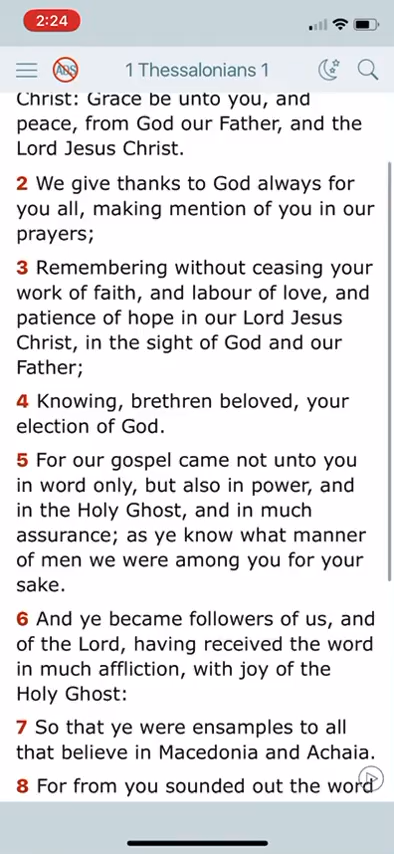 2:24
ADS
1 Thessalonians 1
Christ: Grace be unto you, and
peace, from God our Father, and the
Lord Jesus Christ.
2 We give thanks to God always for
you all, making mention of you in our
prayers;
3 Remembering without ceasing your
work of faith, and labour of love, and
patience of hope in our Lord Jesus
Christ, in the sight of God and our
Father;
4 Knowing, brethren beloved, your
election of God.
5 For our gospel came not unto you
in word only, but also in power, and
in the Holy Ghost, and in much
assurance; as ye know what manner
of men we were among you for your
sake.
6 And ye became followers of us, and
of the Lord, having received the word
in much affliction, with joy of the
Holy Ghost:
7 So that ye were ensamples to all
that believe in Macedonia and Achaia.
8 For from you sounded out the word